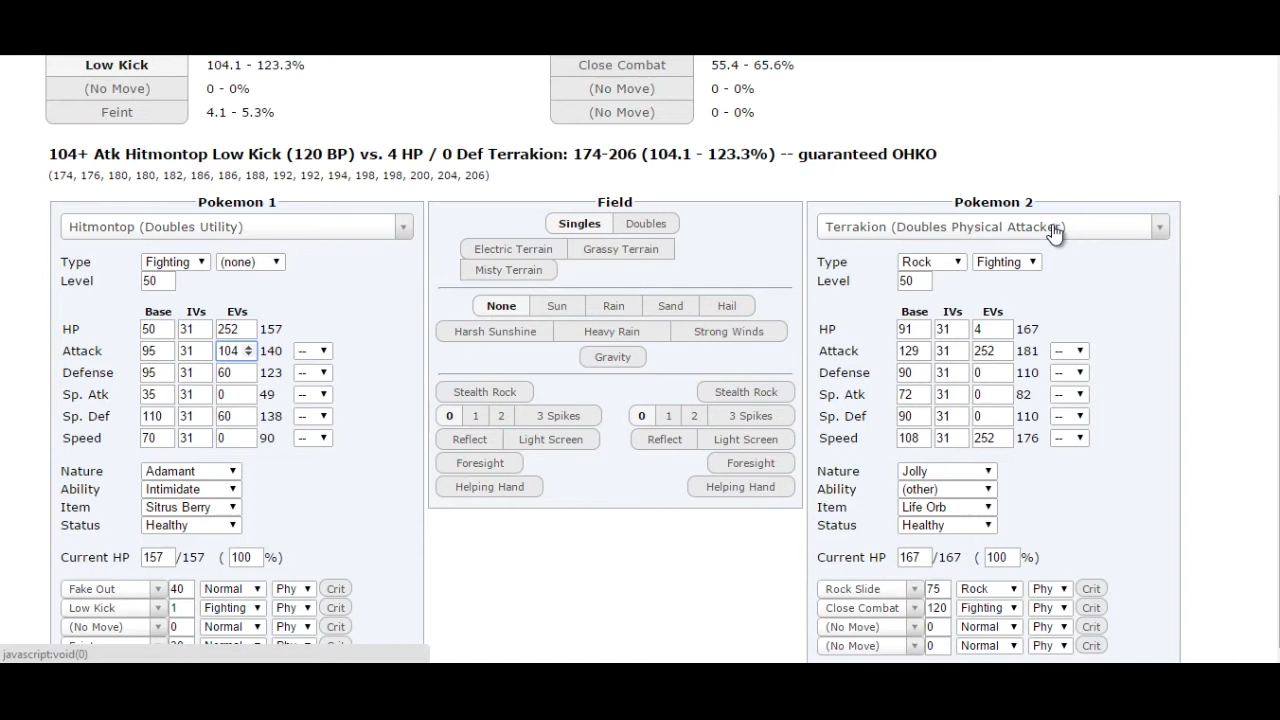 Low Kick 104.1 - 123.3% Close Combat 55.4 - 65.6%
(No Move) 0 - 0% (No Move) 0 - 0%
Feint 4.1 - 5.3% (No Move) 0 - 0%
104+ Atk Hitmontop Low Kick (120 BP) vs. 4 HP / 0 Def Terrakion: 174-206 (104.1 - 123.3%) -- guaranteed OHKO
(174, 176, 180, 180, 182, 186, 186, 188, 192, 192, 194, 198, 198, 200, 204, 206)
Pokemon 1
Hitmontop (Doubles Utility)
Type Fighting (none)
Level 50
Base IVs EVs
HP 50 31 252 157
Attack 95 31 104 140 --
Defense 95 31 60 123 --
Sp. Atk 35 31 0 49 --
Sp. Def 110 31 60 138 --
Speed 70 31 0 90 --
Nature Adamant
Ability Intimidate
Item Sitrus Berry
Status Healthy
Current HP 157 /157 ( 100 %)
Fake Out 40 Normal Phy Crit
Low Kick 1 Fighting Phy Crit
(No Move) 0 Normal Phy Crit
javascript:void(0)
Field
Singles Doubles
Electric Terrain Grassy Terrain
Misty Terrain
None Sun Rain Sand Hail
Harsh Sunshine Heavy Rain Strong Winds
Gravity
Stealth Rock Stealth Rock
0 1 2 3 Spikes 0 1 2 3 Spikes
Reflect Light Screen Reflect Light Screen
Foresight Foresight
Helping Hand Helping Hand
Pokemon 2
Terrakion (Doubles Physical Attacker)
Type Rock Fighting
Level 50
Base IVs EVs
HP 91 31 4 167
Attack 129 31 252 181 --
Defense 90 31 0 110 --
Sp. Atk 72 31 0 82 --
Sp. Def 90 31 0 110 --
Speed 108 31 252 176 --
Nature Jolly
Ability (other)
Item Life Orb
Status Healthy
Current HP 167 /167 ( 100 %)
Rock Slide 75 Rock Phy Crit
Close Combat 120 Fighting Phy Crit
(No Move) 0 Normal Phy Crit
(No Move) 0 Normal Phy Crit